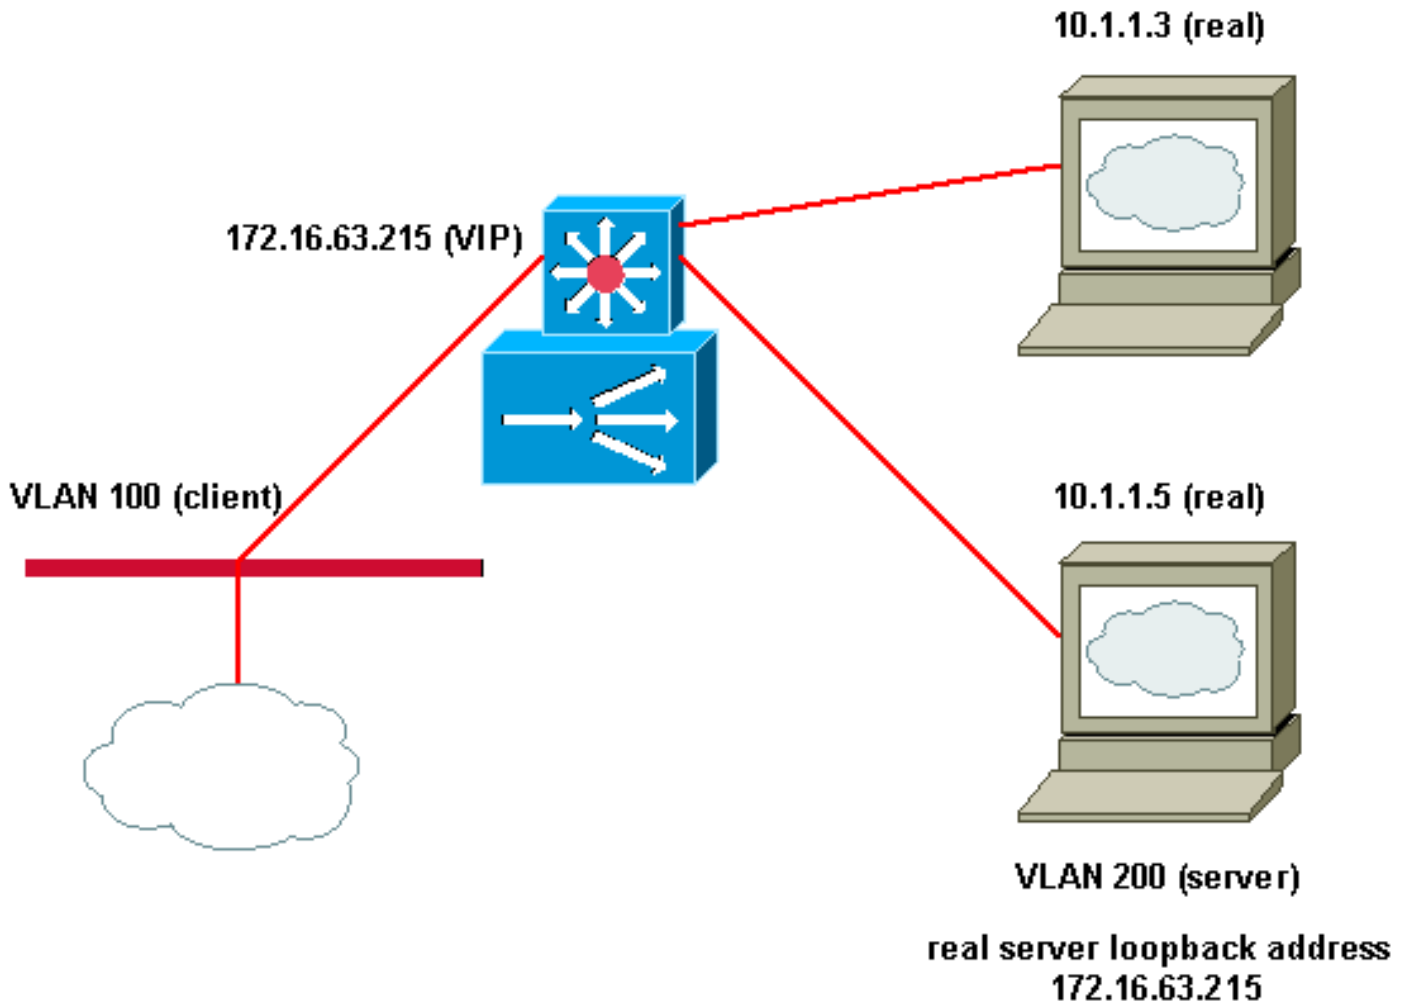 10.1.1.3 (real)
172.16.63.215 (VIP)
VLAN 100 (client)
10.1.1.5 (real)
VLAN 200 (server)
real server loopback address
172.16.63.215